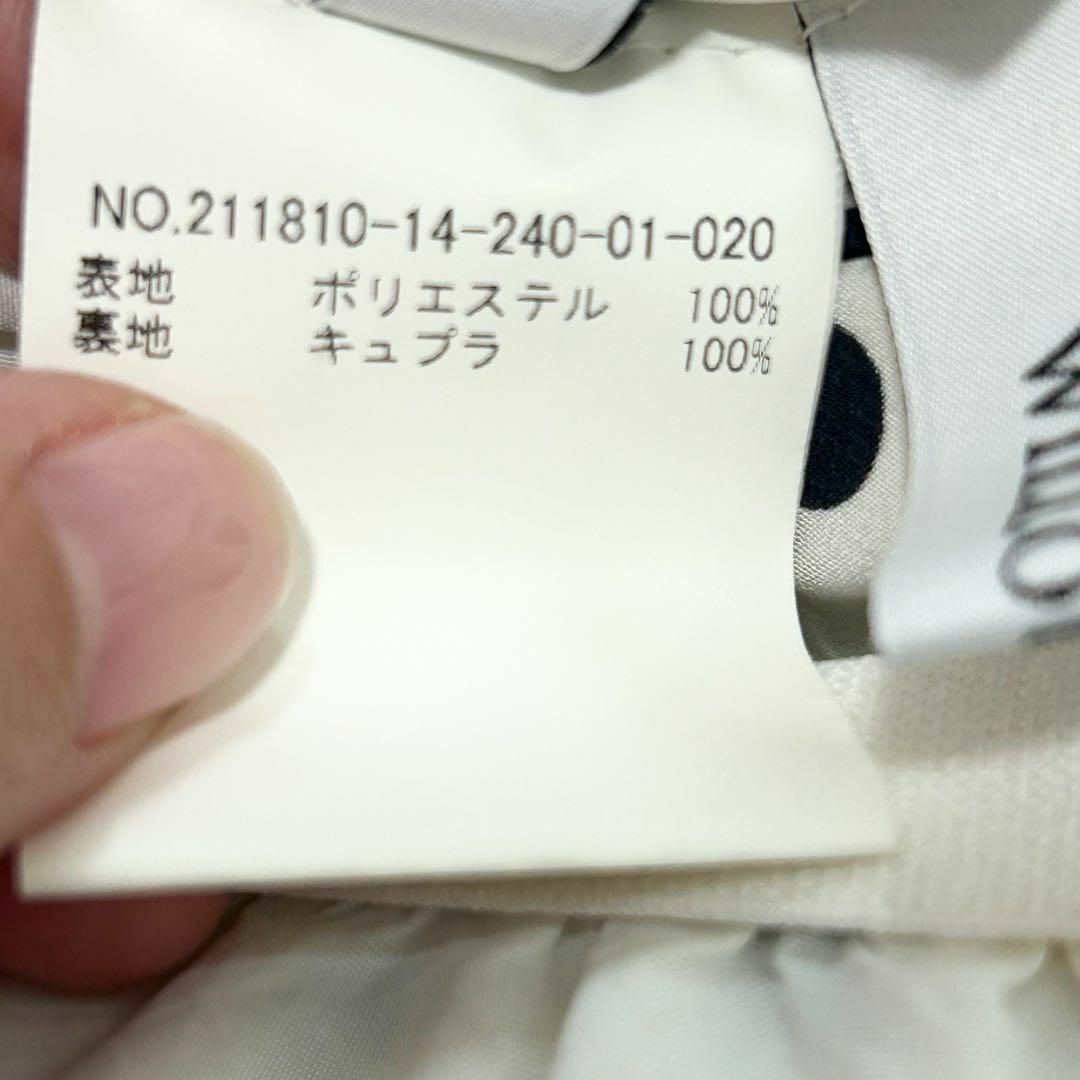 NO.211810-14-240-01-020
表地 ポリエステル 100%
裏地 キュプラ 100%